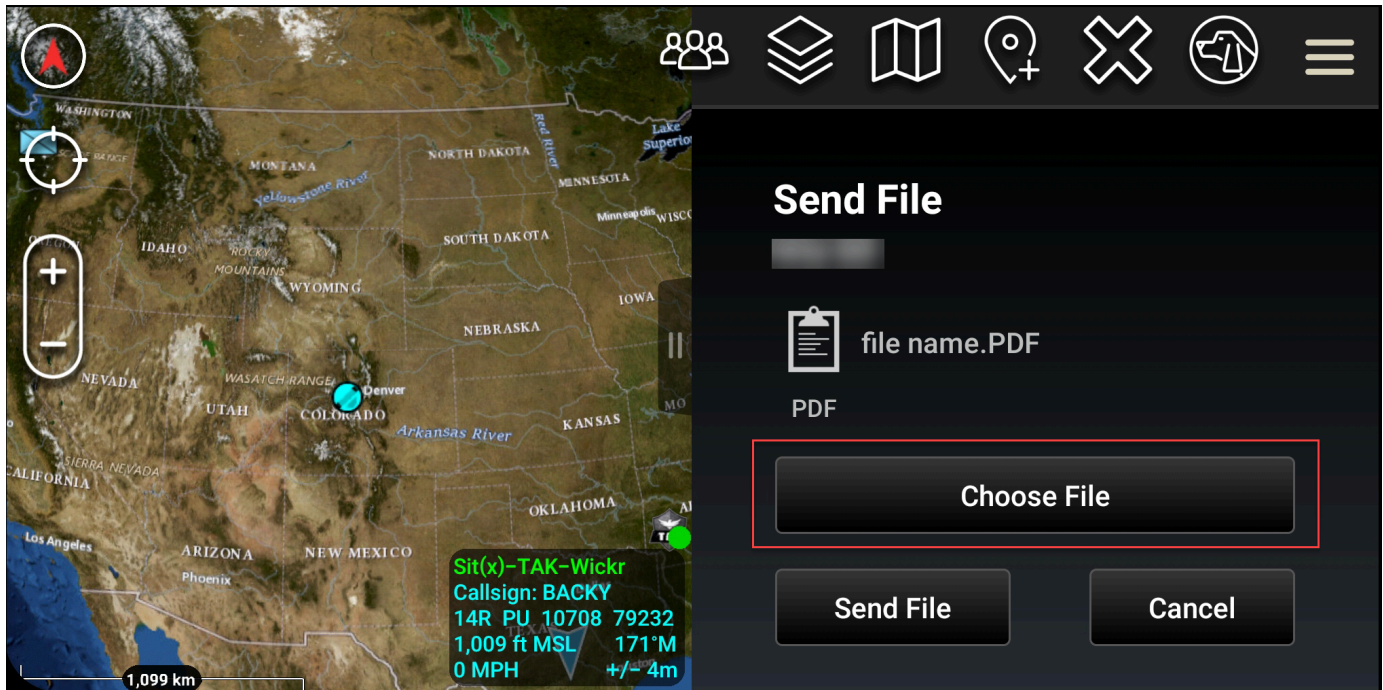 WASHINGTON
MONTANA
NORTH DAKOTA
Red River
Lake
Superio
Yellowstone River
MINNESOTA
Minneapolis
WISC
IDAHO
ROCKY
MOUNTAINS
SOUTH DAKOTA
WYOMING
IOWA
NEBRASKA
NEVADA
WASATCH RANGE
Denver
UTAH
COLORADO
MO
KANSAS
Arkansas River
SIERRA NEVADA
CALIFORNIA
OKLAHOMA
Los Angeles
ARIZONA
NEW MEXICO
Phoenix
Sit(x)-TAK-Wickr
Callsign: BACKY
14R PU 10708 79232
1,009 ft MSL 171°M
0 MPH +/- 4m
1,099 km
Send File
file name.PDF
PDF
Choose File
Send File
Cancel